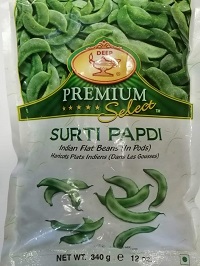 DEEP
PREMIUM
Select
SURTI PAPDI
Indian Flat Beans (In Pods)
Haricots Plats Indiens (Dans Les Gousses)
NET WT. 340 g e 12